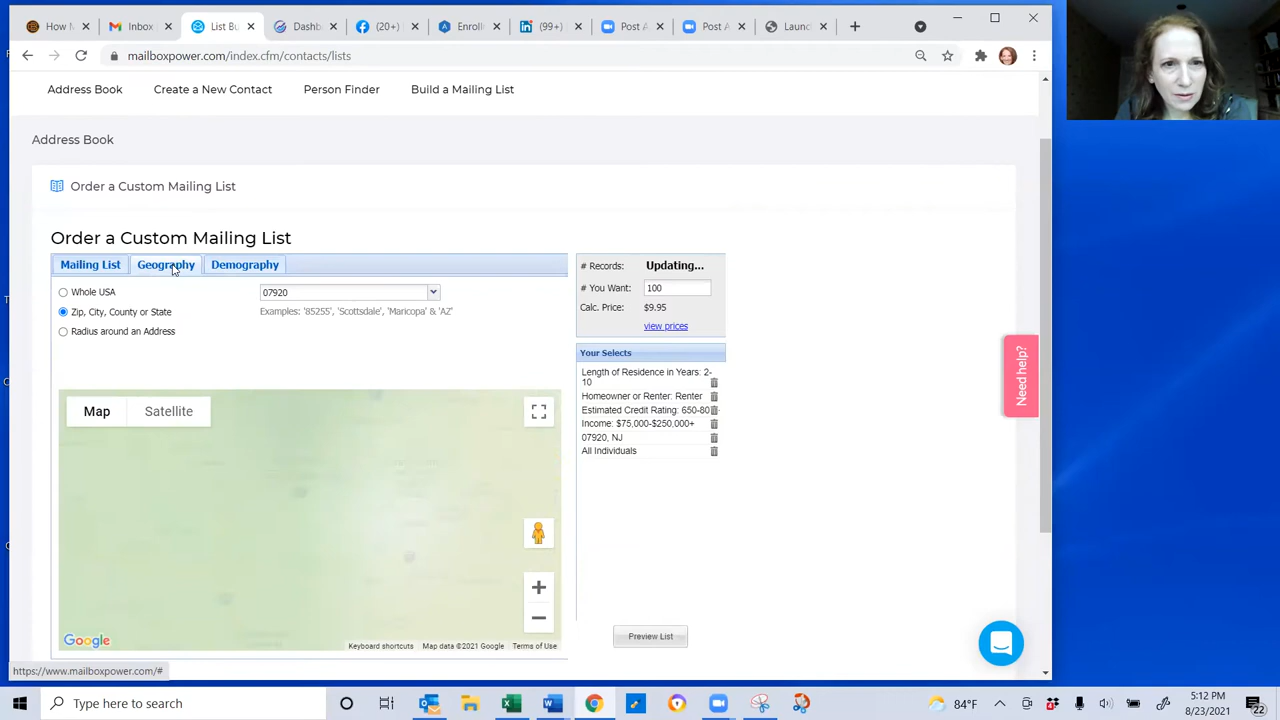 How M
Inbox
List Bu
Dashb
(20+)
Enroll
(99+)
Post A
Post A
Launc
mailboxpower.com/index.cfm/contacts/lists
Address Book Create a New Contact Person Finder Build a Mailing List
Address Book
Order a Custom Mailing List
Order a Custom Mailing List
Mailing List Geography Demography
Whole USA 07920
Zip, City, County or State Examples: '85255', 'Scottsdale', 'Maricopa' & 'AZ'
Radius around an Address
# Records: Updating...
# You Want: 100
Calc. Price: $9.95
view prices
Your Selects
Length of Residence in Years: 2-
10
Homeowner or Renter: Renter
Estimated Credit Rating: 650-80
Income: $75,000-$250,000+
07920, NJ
All Individuals
Map Satellite
Need help?
Preview List
Google
Keyboard shortcuts Map data ©2021 Google Terms of Use
https://www.mailboxpower.com/#
Type here to search
84°F
5:12 PM
8/23/2021
22